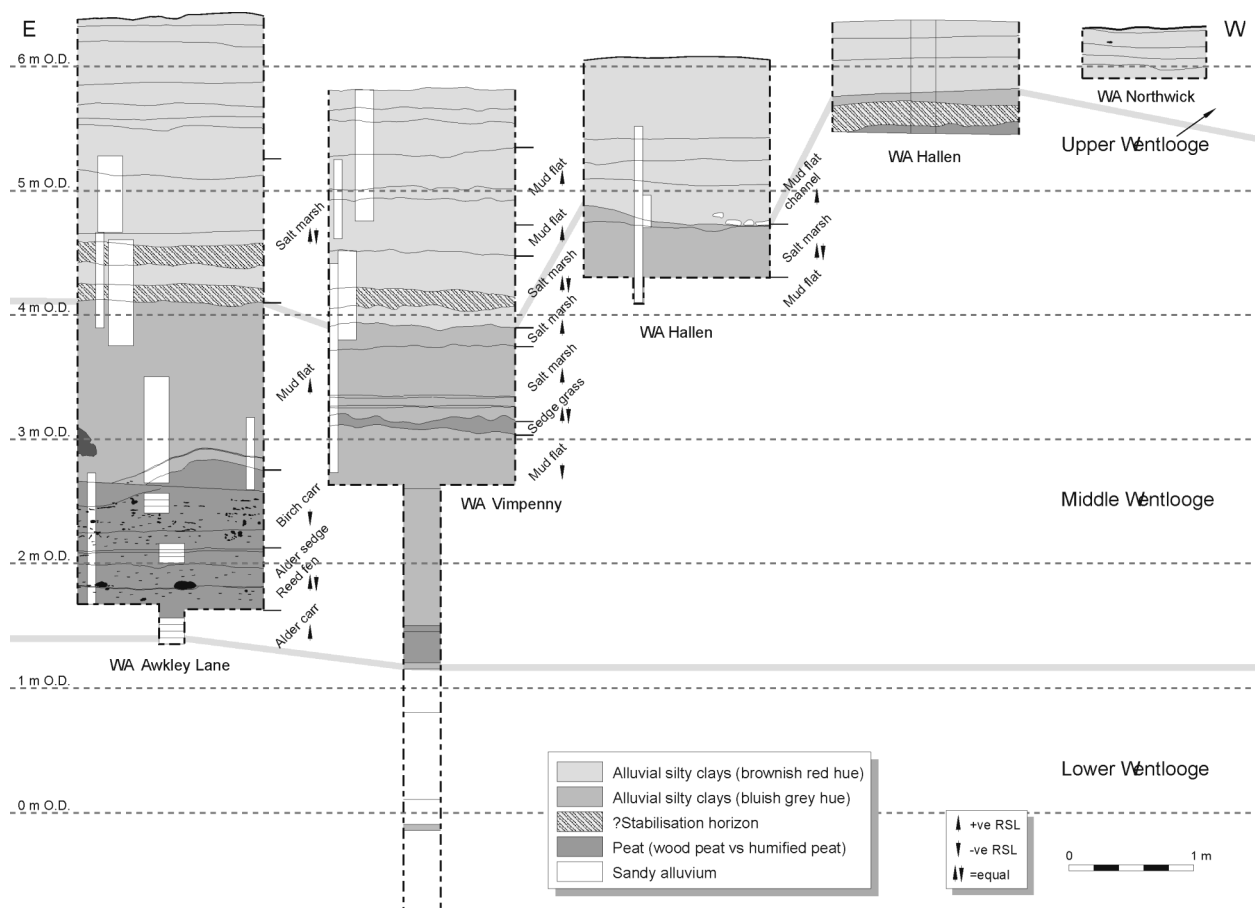 E
W
6 m O.D.
5 m O.D.
4 m O.D.
3 m O.D.
2 m O.D.
1 m O.D.
0 m O.D.
Salt marsh
Mud flat
Birch carr
Alder sedge
Reed fen
Alder carr
WA Awkley Lane
Mud flat
Mud flat
Salt marsh
Salt marsh
Salt marsh
Sedge grass
Mud flat
WA Vimpenny
Mud flat
channel
Salt marsh
Mud flat
WA Hallen
WA Hallen
WA Northwick
Upper Wentlooge
Middle Wentlooge
Lower Wentlooge
Alluvial silty clays (brownish red hue)
Alluvial silty clays (bluish grey hue)
?Stabilisation horizon
Peat (wood peat vs humified peat)
Sandy alluvium
+ve RSL
-ve RSL
=equal
0 1 m